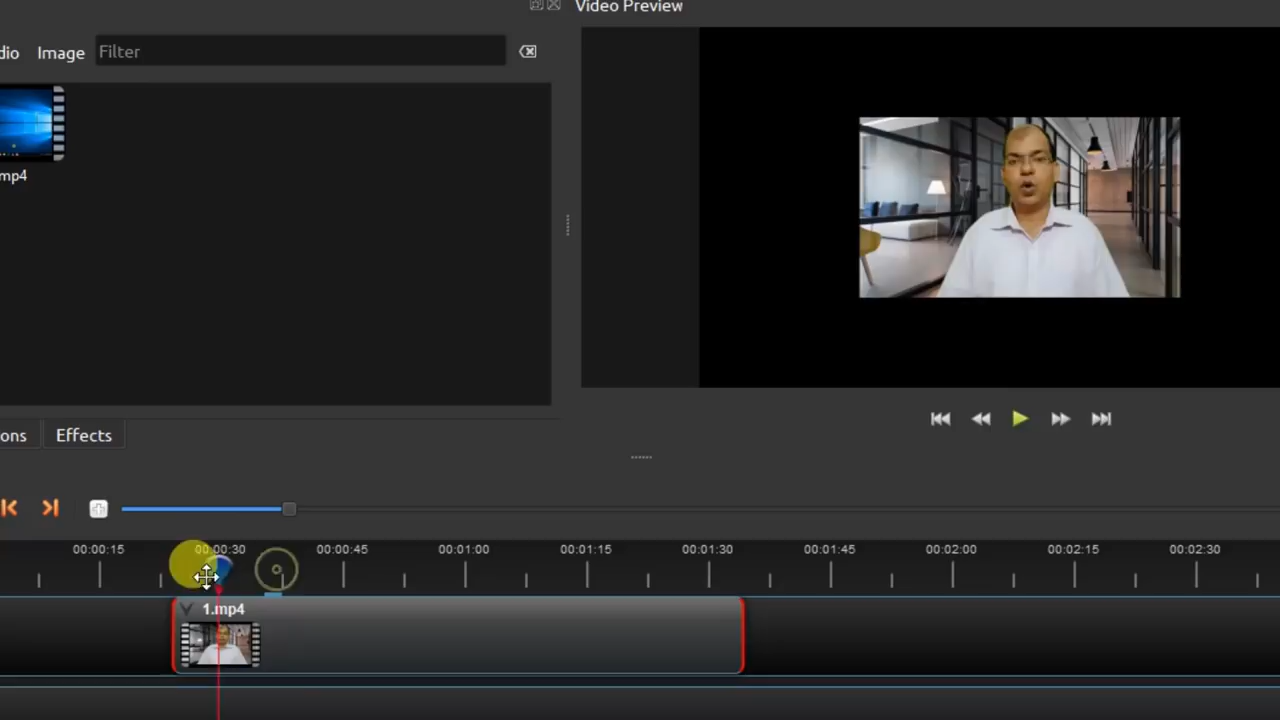 Video Preview
dio Image Filter
mp4
ons Effects
00:00:15 00:00:30 00:00:45 00:01:00 00:01:15 00:01:30 00:01:45 00:02:00 00:02:15 00:02:30
1.mp4